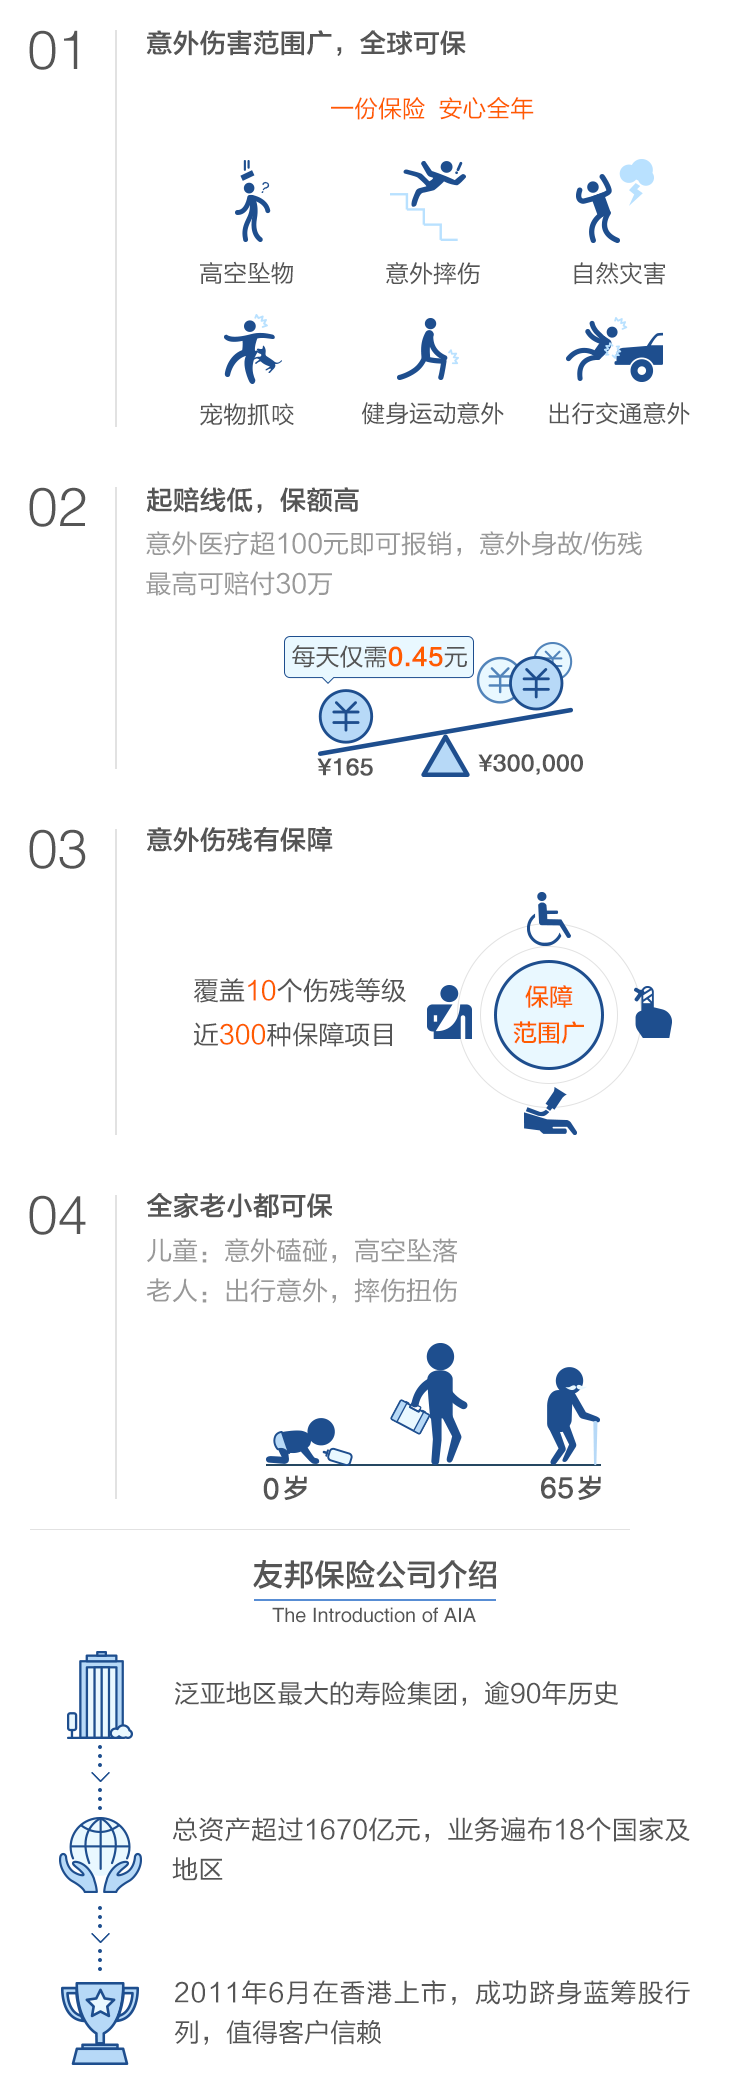 01
意外伤害范围广，全球可保
一份保险 安心全年
?
高空坠物 意外摔伤 自然灾害
宠物抓咬 健身运动意外 出行交通意外
02
起赔线低，保额高
意外医疗超100元即可报销，意外身故/伤残
最高可赔付30万
每天仅需0.45元
¥ ¥ ¥ ¥
¥165 ¥300,000
03
意外伤残有保障
覆盖10个伤残等级
近300种保障项目
保障
范围广
04
全家老小都可保
儿童：意外磕碰，高空坠落
老人：出行意外，摔伤扭伤
0岁 65岁
友邦保险公司介绍
The Introduction of AIA
泛亚地区最大的寿险集团，逾90年历史
总资产超过1670亿元，业务遍布18个国家及
地区
2011年6月在香港上市，成功跻身蓝筹股行
列，值得客户信赖